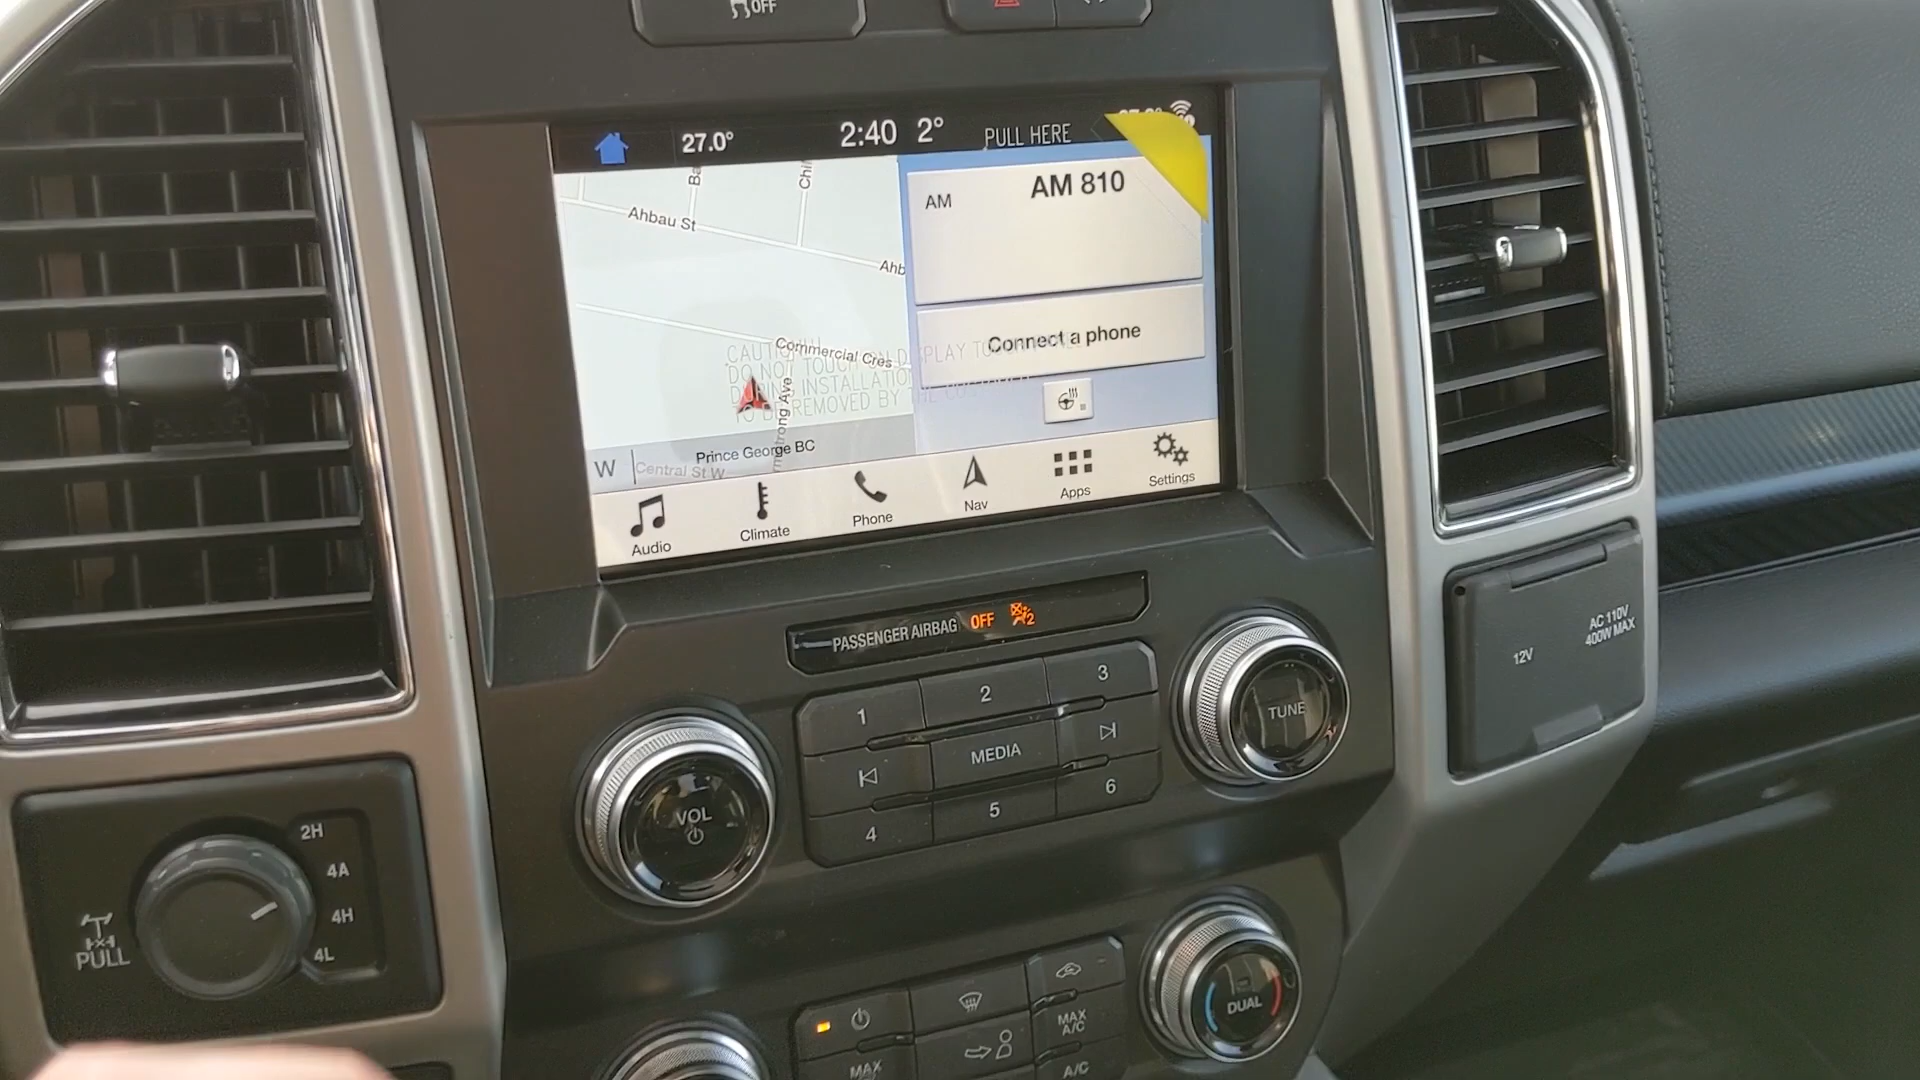 OFF
27.0°
2:40
2°
PULL HERE
Ahbau St
AM
AM 810
Commercial Cres
Connect a phone
Prince George BC
W
Central St W
Audio
Climate
Phone
Nav
Apps
Settings
PASSENGER AIRBAG OFF
2
1
2
3
MEDIA
4
5
6
VOL
TUNE
12V
AC 110V
400W MAX
2H
4A
4H
4L
PULL
MAX
MAX
A/C
A/C
DUAL